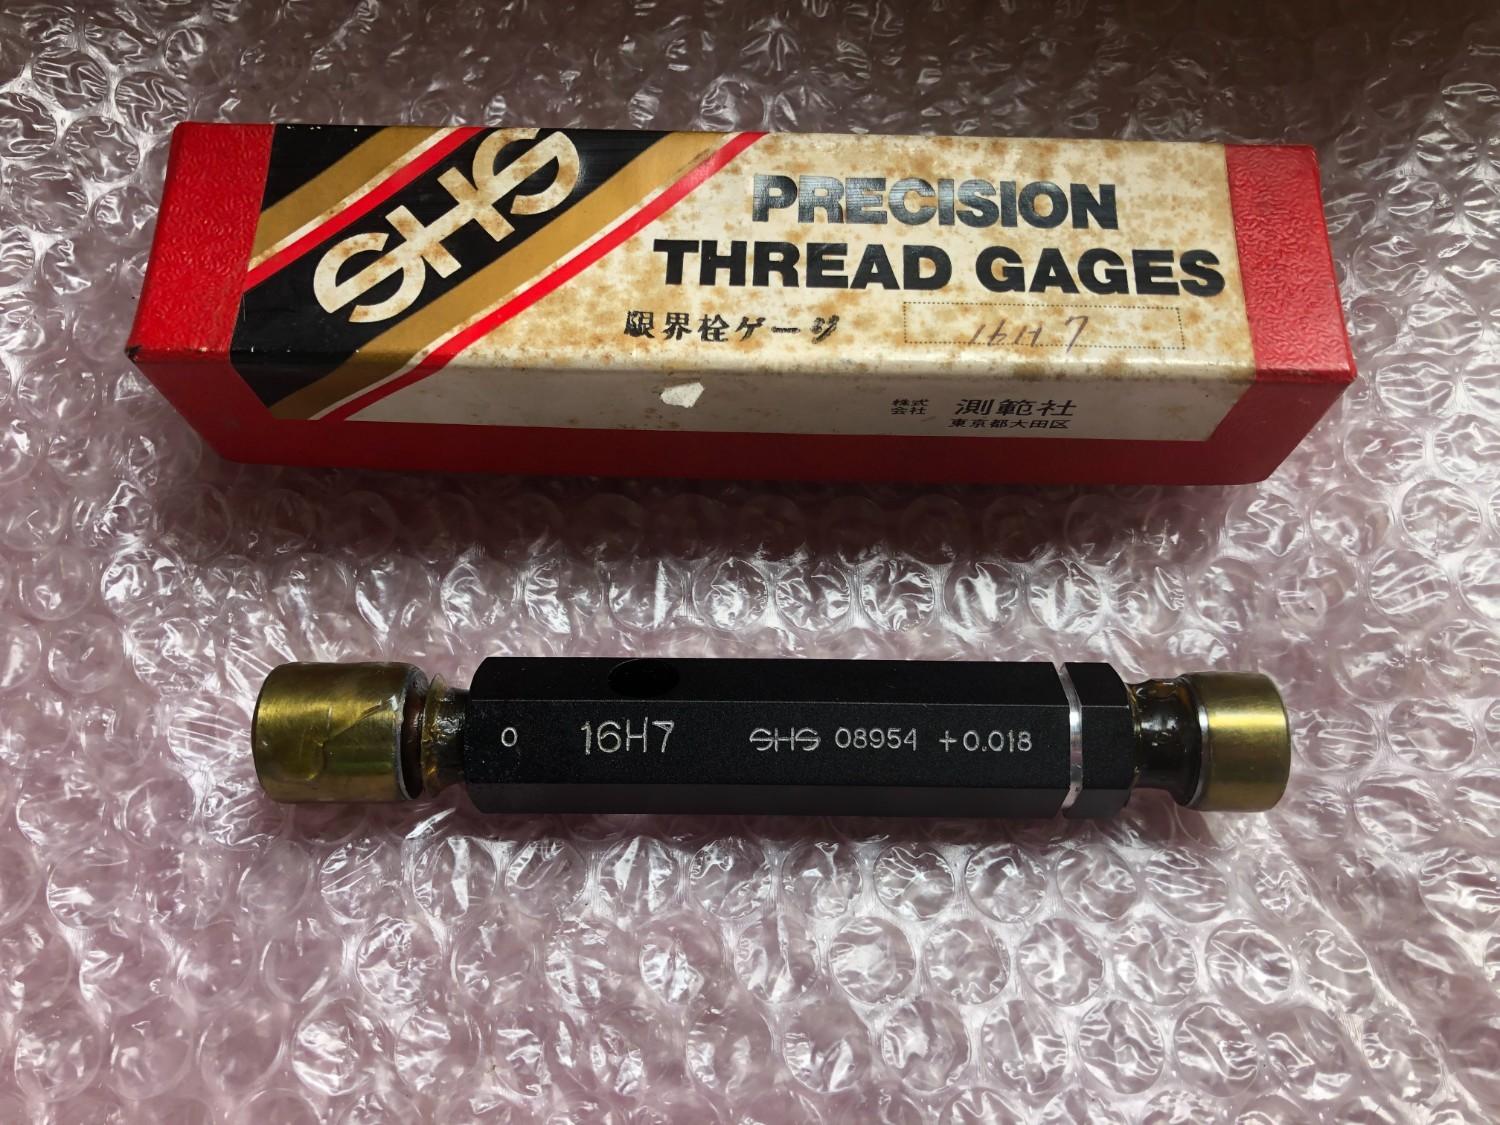 SHS
PRECISION
THREAD GAGES
限界栓ゲージ
16H7
株式会社 測範社
東京都大田区
0 16H7 SHS 08954 +0.018